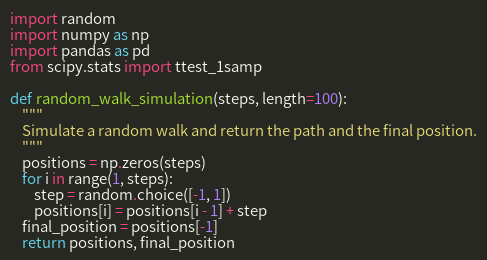 import random
import numpy as np
import pandas as pd
from scipy.stats import ttest_1samp

def random_walk_simulation(steps, length=100):
    """
    Simulate a random walk and return the path and the final position.
    """
    positions = np.zeros(steps)
    for i in range(1, steps):
        step = random.choice([-1, 1])
        positions[i] = positions[i - 1] + step
    final_position = positions[-1]
    return positions, final_position